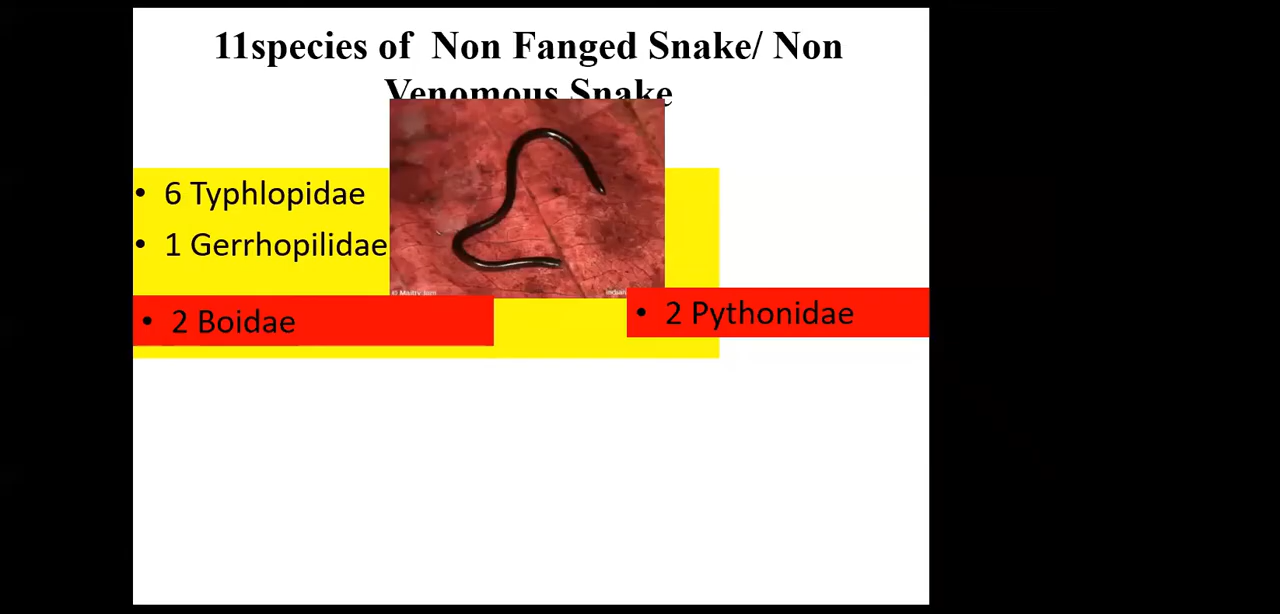 11species of Non Fanged Snake/ Non
Venomous Snake
• 6 Typhlopidae
• 1 Gerrhopilidae
• 2 Boidae
• 2 Pythonidae